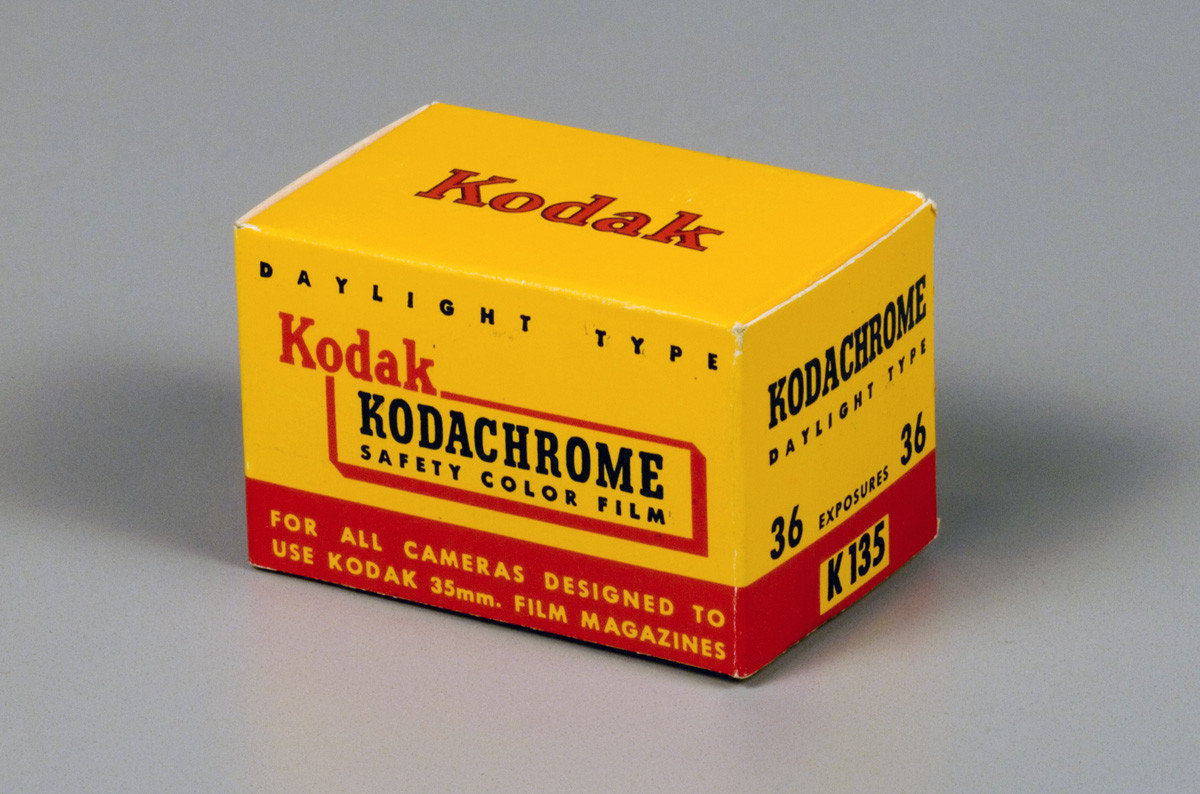 Kodak
DAYLIGHT TYPE
Kodak
KODACHROME
SAFETY COLOR FILM
FOR ALL CAMERAS DESIGNED TO
USE KODAK 35mm. FILM MAGAZINES
KODACHROME
DAYLIGHT TYPE
36 EXPOSURES 36
K 135